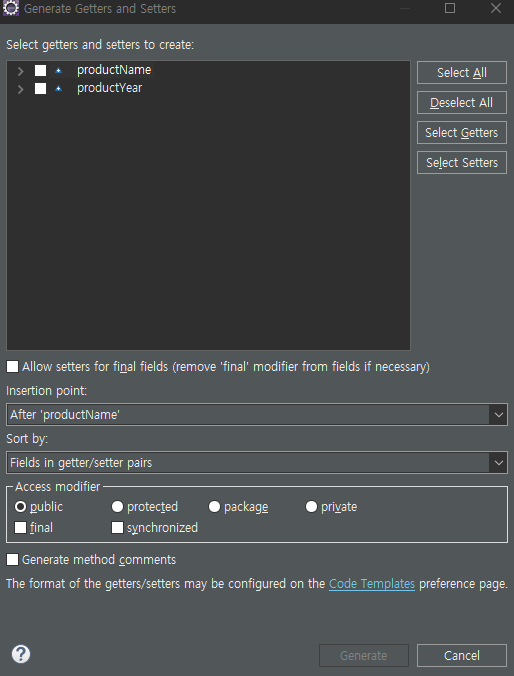 Generate Getters and Setters
Select getters and setters to create:
productName
productYear
Select All
Deselect All
Select Getters
Select Setters
Allow setters for final fields (remove 'final' modifier from fields if necessary)
Insertion point:
After 'productName'
Sort by:
Fields in getter/setter pairs
Access modifier
public protected package private
final synchronized
Generate method comments
The format of the getters/setters may be configured on the Code Templates preference page.
? Generate Cancel